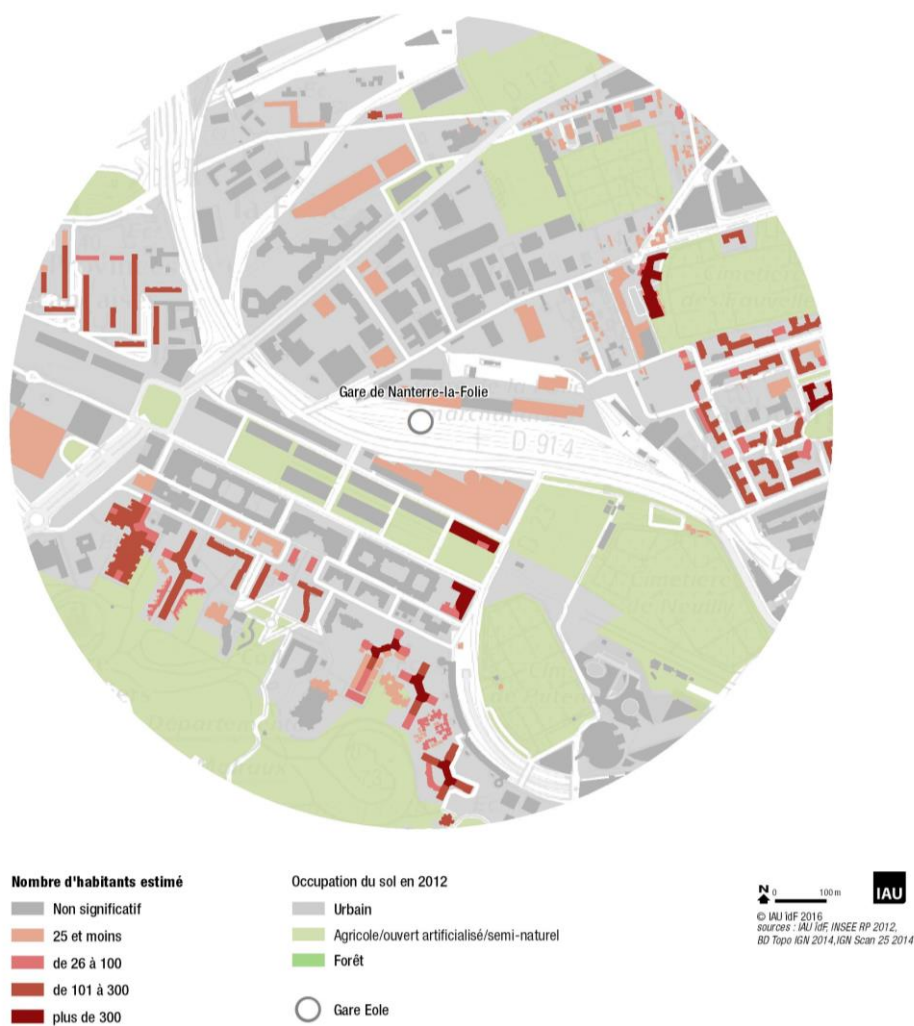 D 131
Gare de Nanterre-la-Folie
D 914
Nombre d'habitants estimé
Non significatif
25 et moins
de 26 à 100
de 101 à 300
plus de 300
Occupation du sol en 2012
Urbain
Agricole/ouvert artificialisé/semi-naturel
Forêt
Gare Eole
N 0 100 m
IAU
© IAU îdF 2016
sources : IAU îdF, INSEE RP 2012,
BD Topo IGN 2014,IGN Scan 25 2014